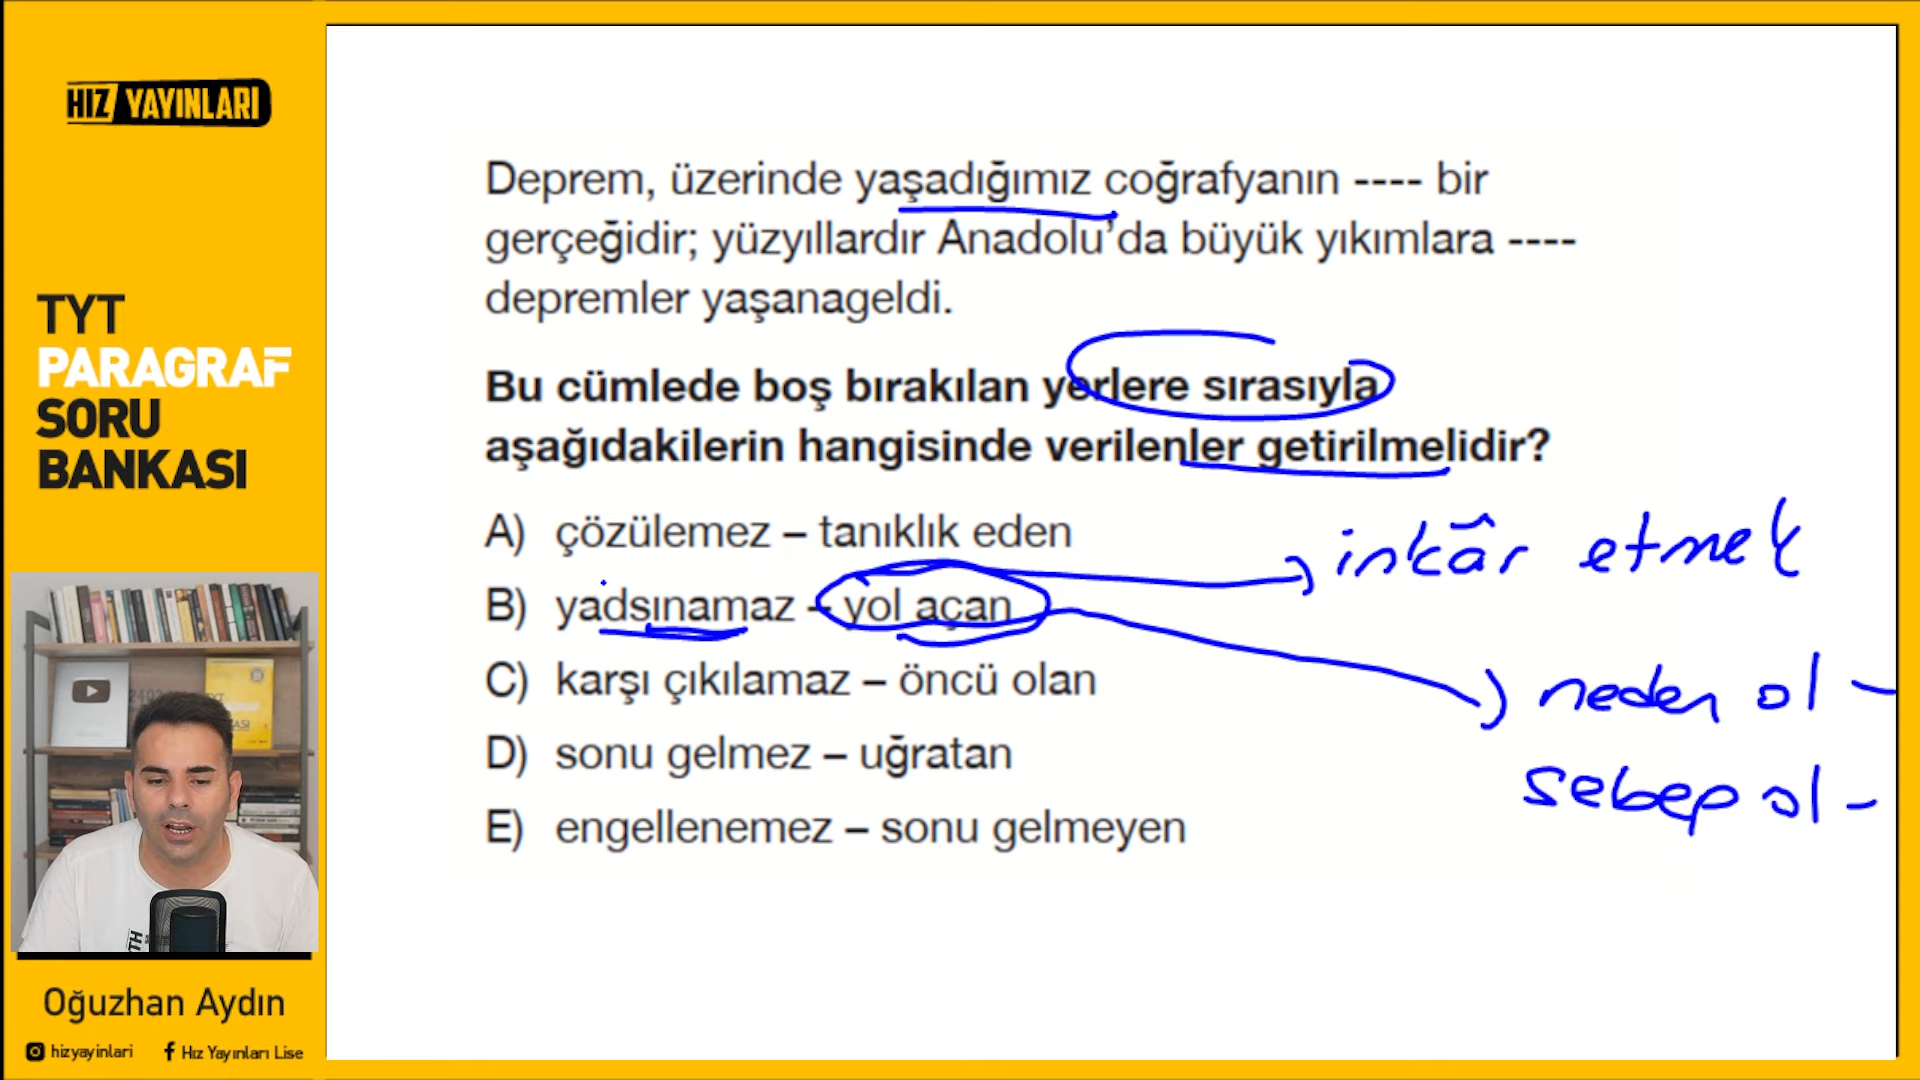 HIZ YAYINLARI
TYT
PARAGRAF
SORU
BANKASI
Deprem, üzerinde yaşadığımız coğrafyanın ---- bir
gerçeğidir; yüzyıllardır Anadolu’da büyük yıkımlara ----
depremler yaşanageldi.
Bu cümlede boş bırakılan yerlere sırasıyla
aşağıdakilerin hangisinde verilenler getirilmelidir?
A) çözülemez – tanıklık eden
B) yadsınamaz – yol açan
C) karşı çıkılamaz – öncü olan
D) sonu gelmez – uğratan
E) engellenemez – sonu gelmeyen
inkâr etmek
neden ol –
sebep ol –
Oğuzhan Aydın
hizyayinlari
Hız Yayınları Lise